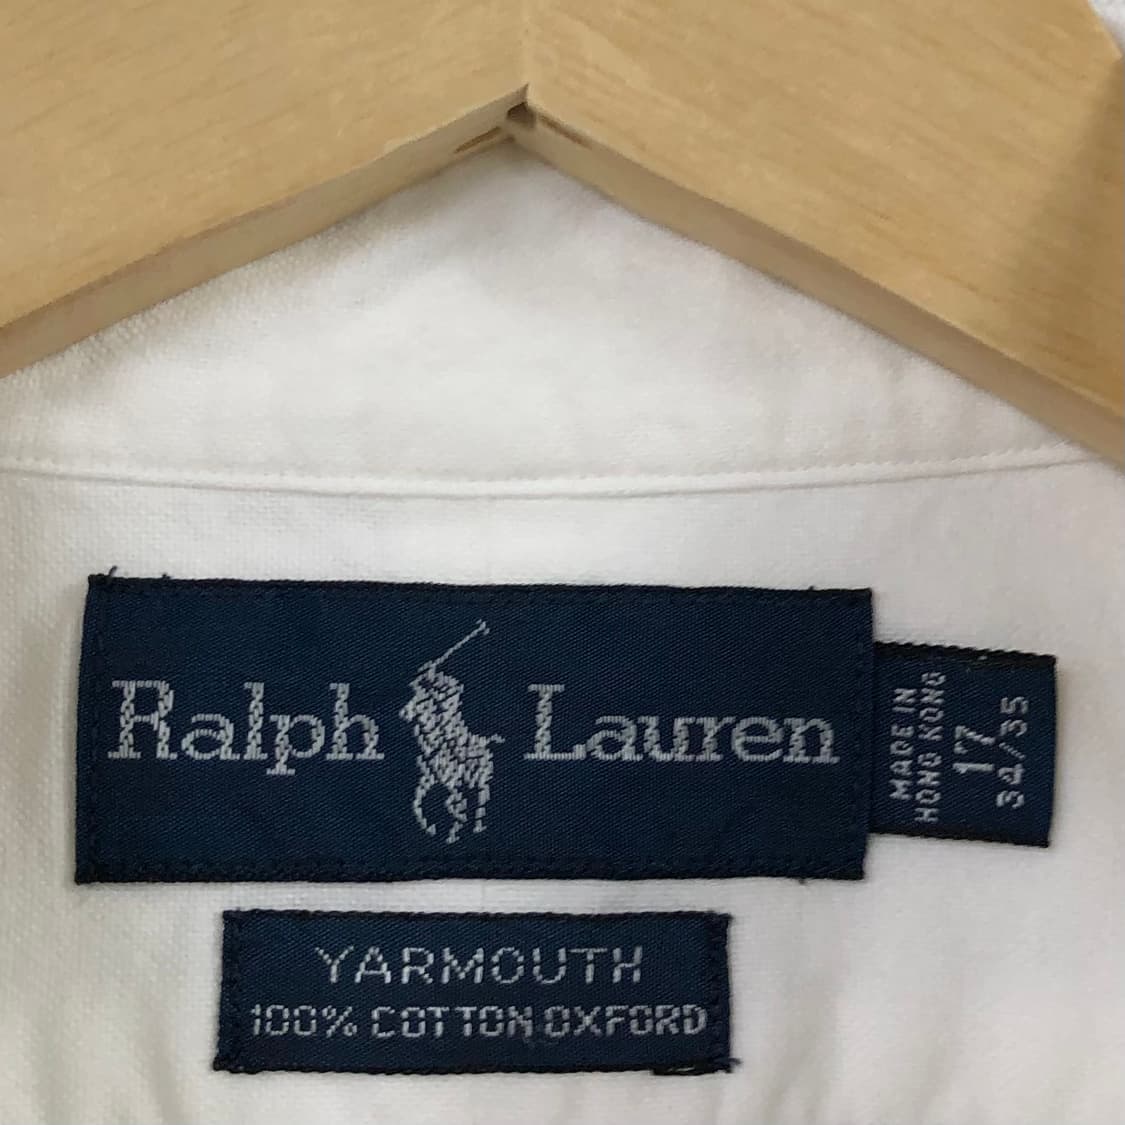 Ralph Lauren
MADE IN
HONG KONG
17
34/35
YARMOUTH
100% COTTON OXFORD